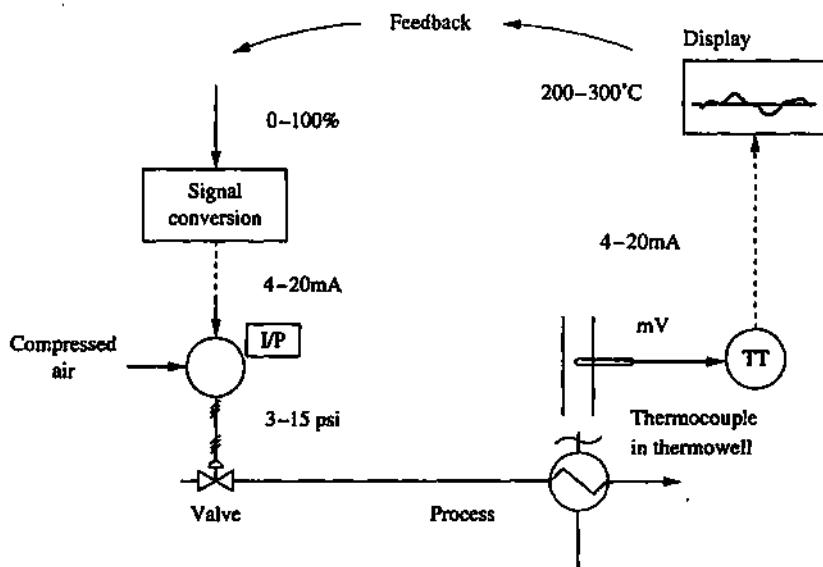 Feedback
Display
200-300°C
0-100%
Signal
conversion
4-20mA
4-20mA
I/P
mV
TT
Compressed
air
3-15 psi
Thermocouple
in thermowell
Valve
Process